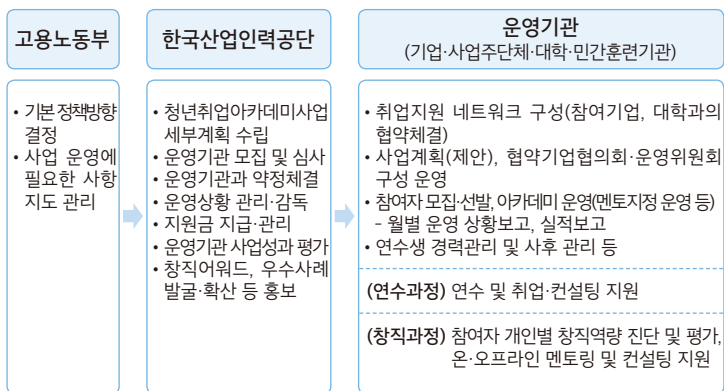 고용노동부
• 기본 정책방향
결정
• 사업 운영에
필요한 사항
지도 관리
한국산업인력공단
• 청년취업아카데미사업
세부계획 수립
• 운영기관 모집 및 심사
• 운영기관과 약정체결
• 운영상황 관리·감독
• 지원금 지급·관리
• 운영기관 사업성과 평가
• 창직어워드, 우수사례
발굴·확산 등 홍보
운영기관
(기업·사업주단체·대학·민간훈련기관)
• 취업지원 네트워크 구성(참여기업, 대학과의
협약체결)
• 사업계획(제안), 협약기업협의회·운영위원회
구성 운영
• 참여자 모집·선발, 아카데미 운영(멘토지정 운영 등)
- 월별 운영 상황보고, 실적보고
• 연수생 경력관리 및 사후 관리 등
(연수과정) 연수 및 취업·컨설팅 지원
(창직과정) 참여자 개인별 창직역량 진단 및 평가,
온·오프라인 멘토링 및 컨설팅 지원